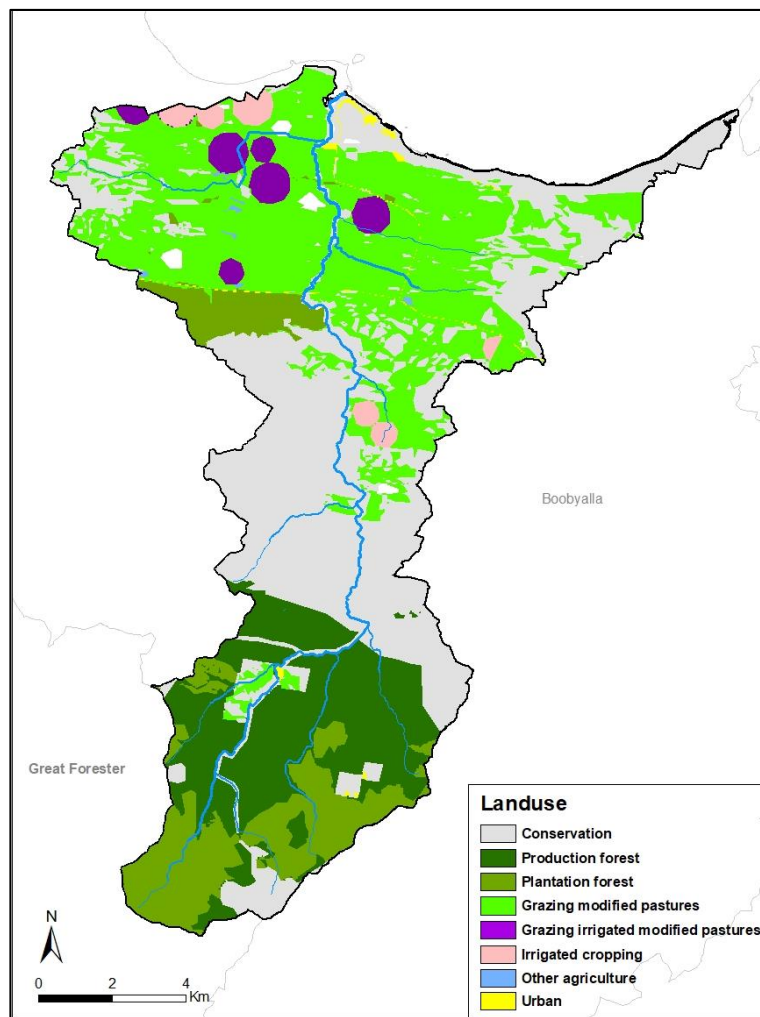 Boobyalla
Great Forester
Landuse
Conservation
Production forest
Plantation forest
Grazing modified pastures
Grazing irrigated modified pastures
Irrigated cropping
Other agriculture
Urban
N
0 2 4
Km